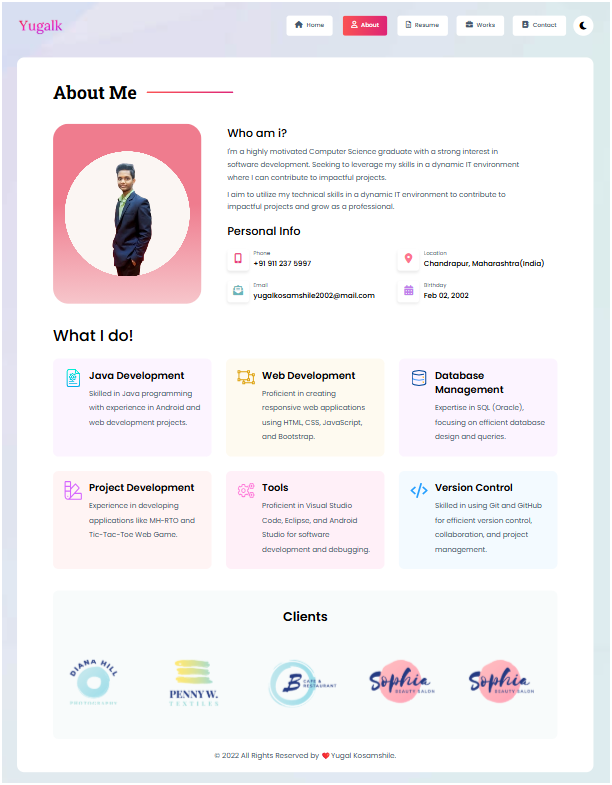 Yugalk
Home
About
Resume
Works
Contact
About Me
Who am i?
I'm a highly motivated Computer Science graduate with a strong interest in
software development. Seeking to leverage my skills in a dynamic IT environment
where I can contribute to impactful projects.
I aim to utilize my technical skills in a dynamic IT environment to contribute to
impactful projects and grow as a professional.
Personal Info
Phone
+91 911 237 5997
Location
Chandrapur, Maharashtra(India)
Email
yugalkosamshile2002@mail.com
Birthday
Feb 02, 2002
What I do!
Java Development
Skilled in Java programming
with experience in Android and
web development projects.
Web Development
Proficient in creating
responsive web applications
using HTML, CSS, JavaScript,
and Bootstrap.
Database
Management
Expertise in SQL (Oracle),
focusing on efficient database
design and queries.
Project Development
Experience in developing
applications like MH-RTO and
Tic-Tac-Toe Web Game.
Tools
Proficient in Visual Studio
Code, Eclipse, and Android
Studio for software
development and debugging.
Version Control
Skilled in using Git and GitHub
for efficient version control,
collaboration, and project
management.
Clients
DIANA HILL
PHOTOGRAPHY
PENNY W.
TEXTILES
B CAFE &
RESTAURANT
Sophia
BEAUTY SALON
Sophia
BEAUTY SALON
© 2022 All Rights Reserved by ❤ Yugal Kosamshile.